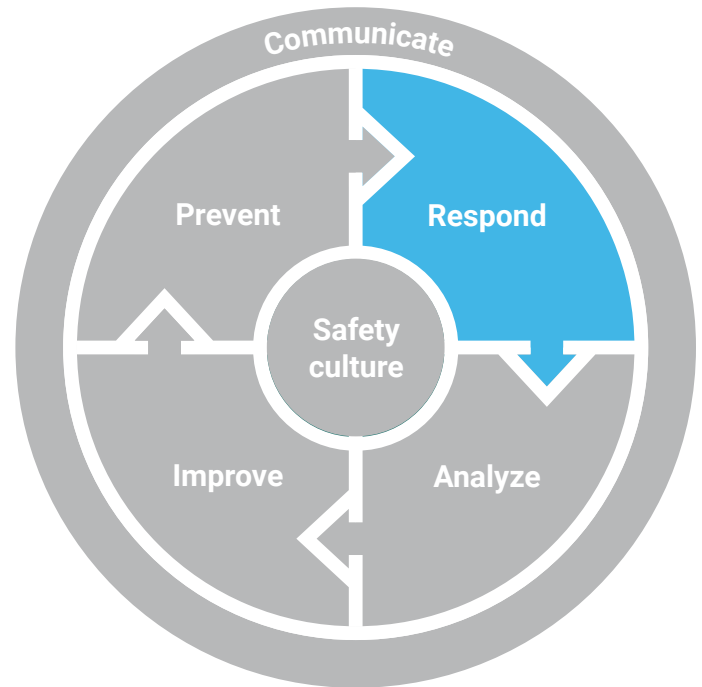 Communicate
Prevent
Respond
Safety
culture
Improve
Analyze